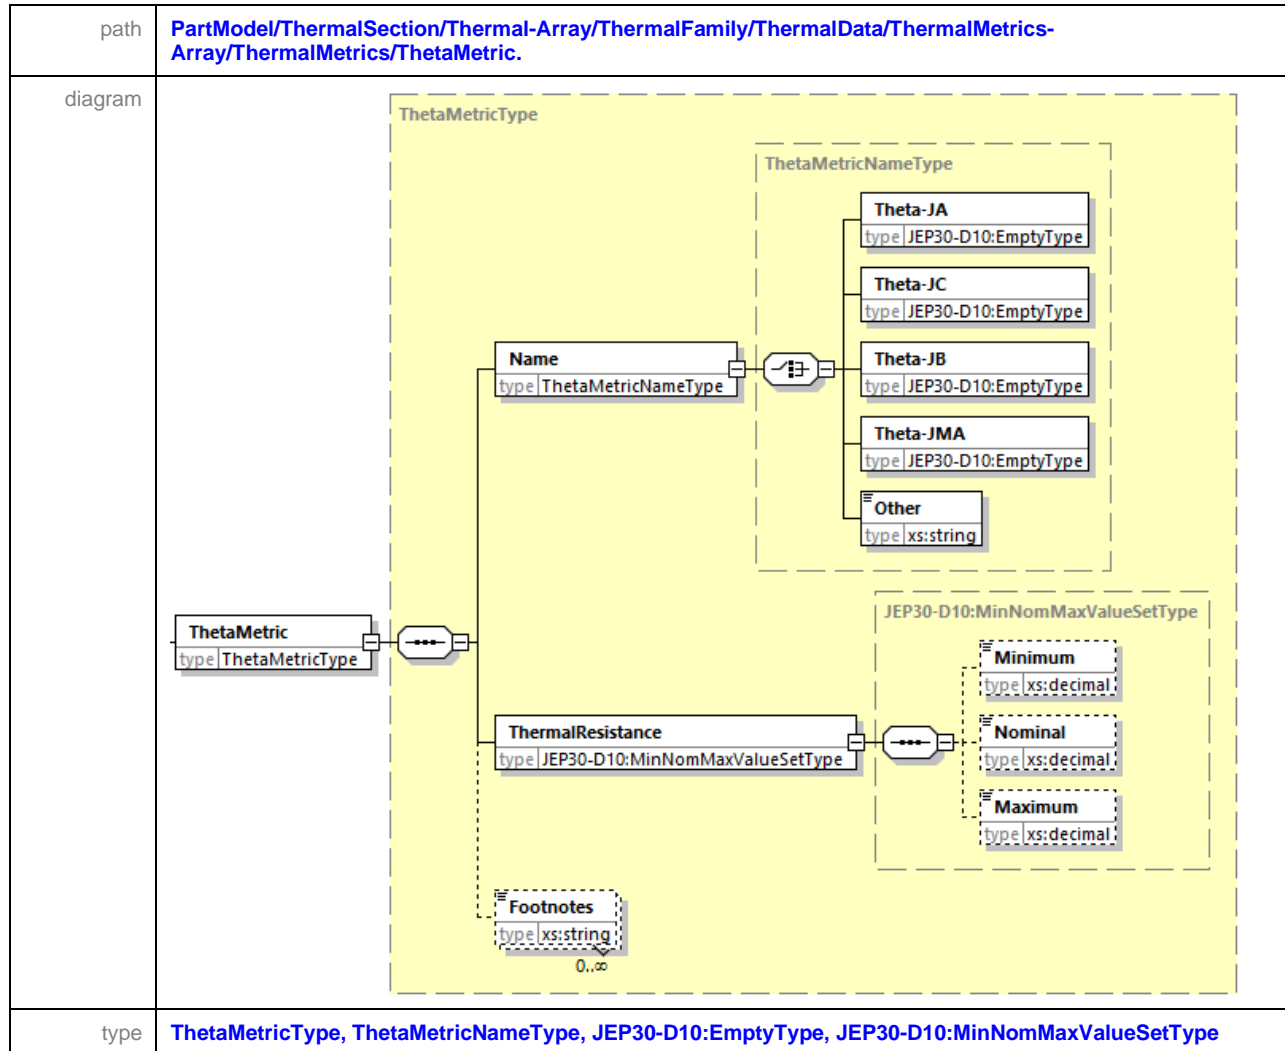 path
PartModel/ThermalSection/Thermal-Array/ThermalFamily/ThermalData/ThermalMetrics-
Array/ThermalMetrics/ThetaMetric.
diagram
ThetaMetricType
ThetaMetricNameType
Theta-JA
type JEP30-D10:EmptyType
Theta-JC
type JEP30-D10:EmptyType
Name
type ThetaMetricNameType
Theta-JB
type JEP30-D10:EmptyType
Theta-JMA
type JEP30-D10:EmptyType
Other
type xs:string
ThetaMetric
type ThetaMetricType
JEP30-D10:MinNomMaxValueSetType
Minimum
type xs:decimal
ThermalResistance
type JEP30-D10:MinNomMaxValueSetType
Nominal
type xs:decimal
Maximum
type xs:decimal
Footnotes
type xs:string
0..∞
type
ThetaMetricType, ThetaMetricNameType, JEP30-D10:EmptyType, JEP30-D10:MinNomMaxValueSetType